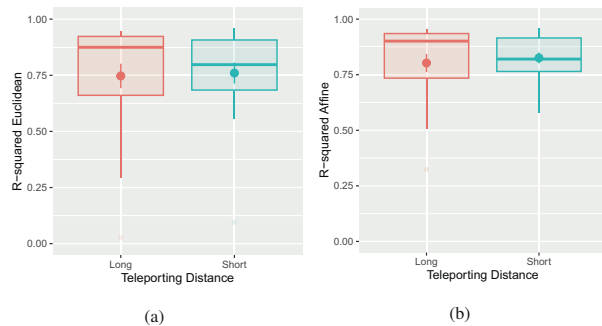 R-squared Euclidean
1.00
0.75
0.50
0.25
0.00
Long
Short
Teleporting Distance
(a)
R-squared Affine
1.00
0.75
0.50
0.25
0.00
Long
Short
Teleporting Distance
(b)